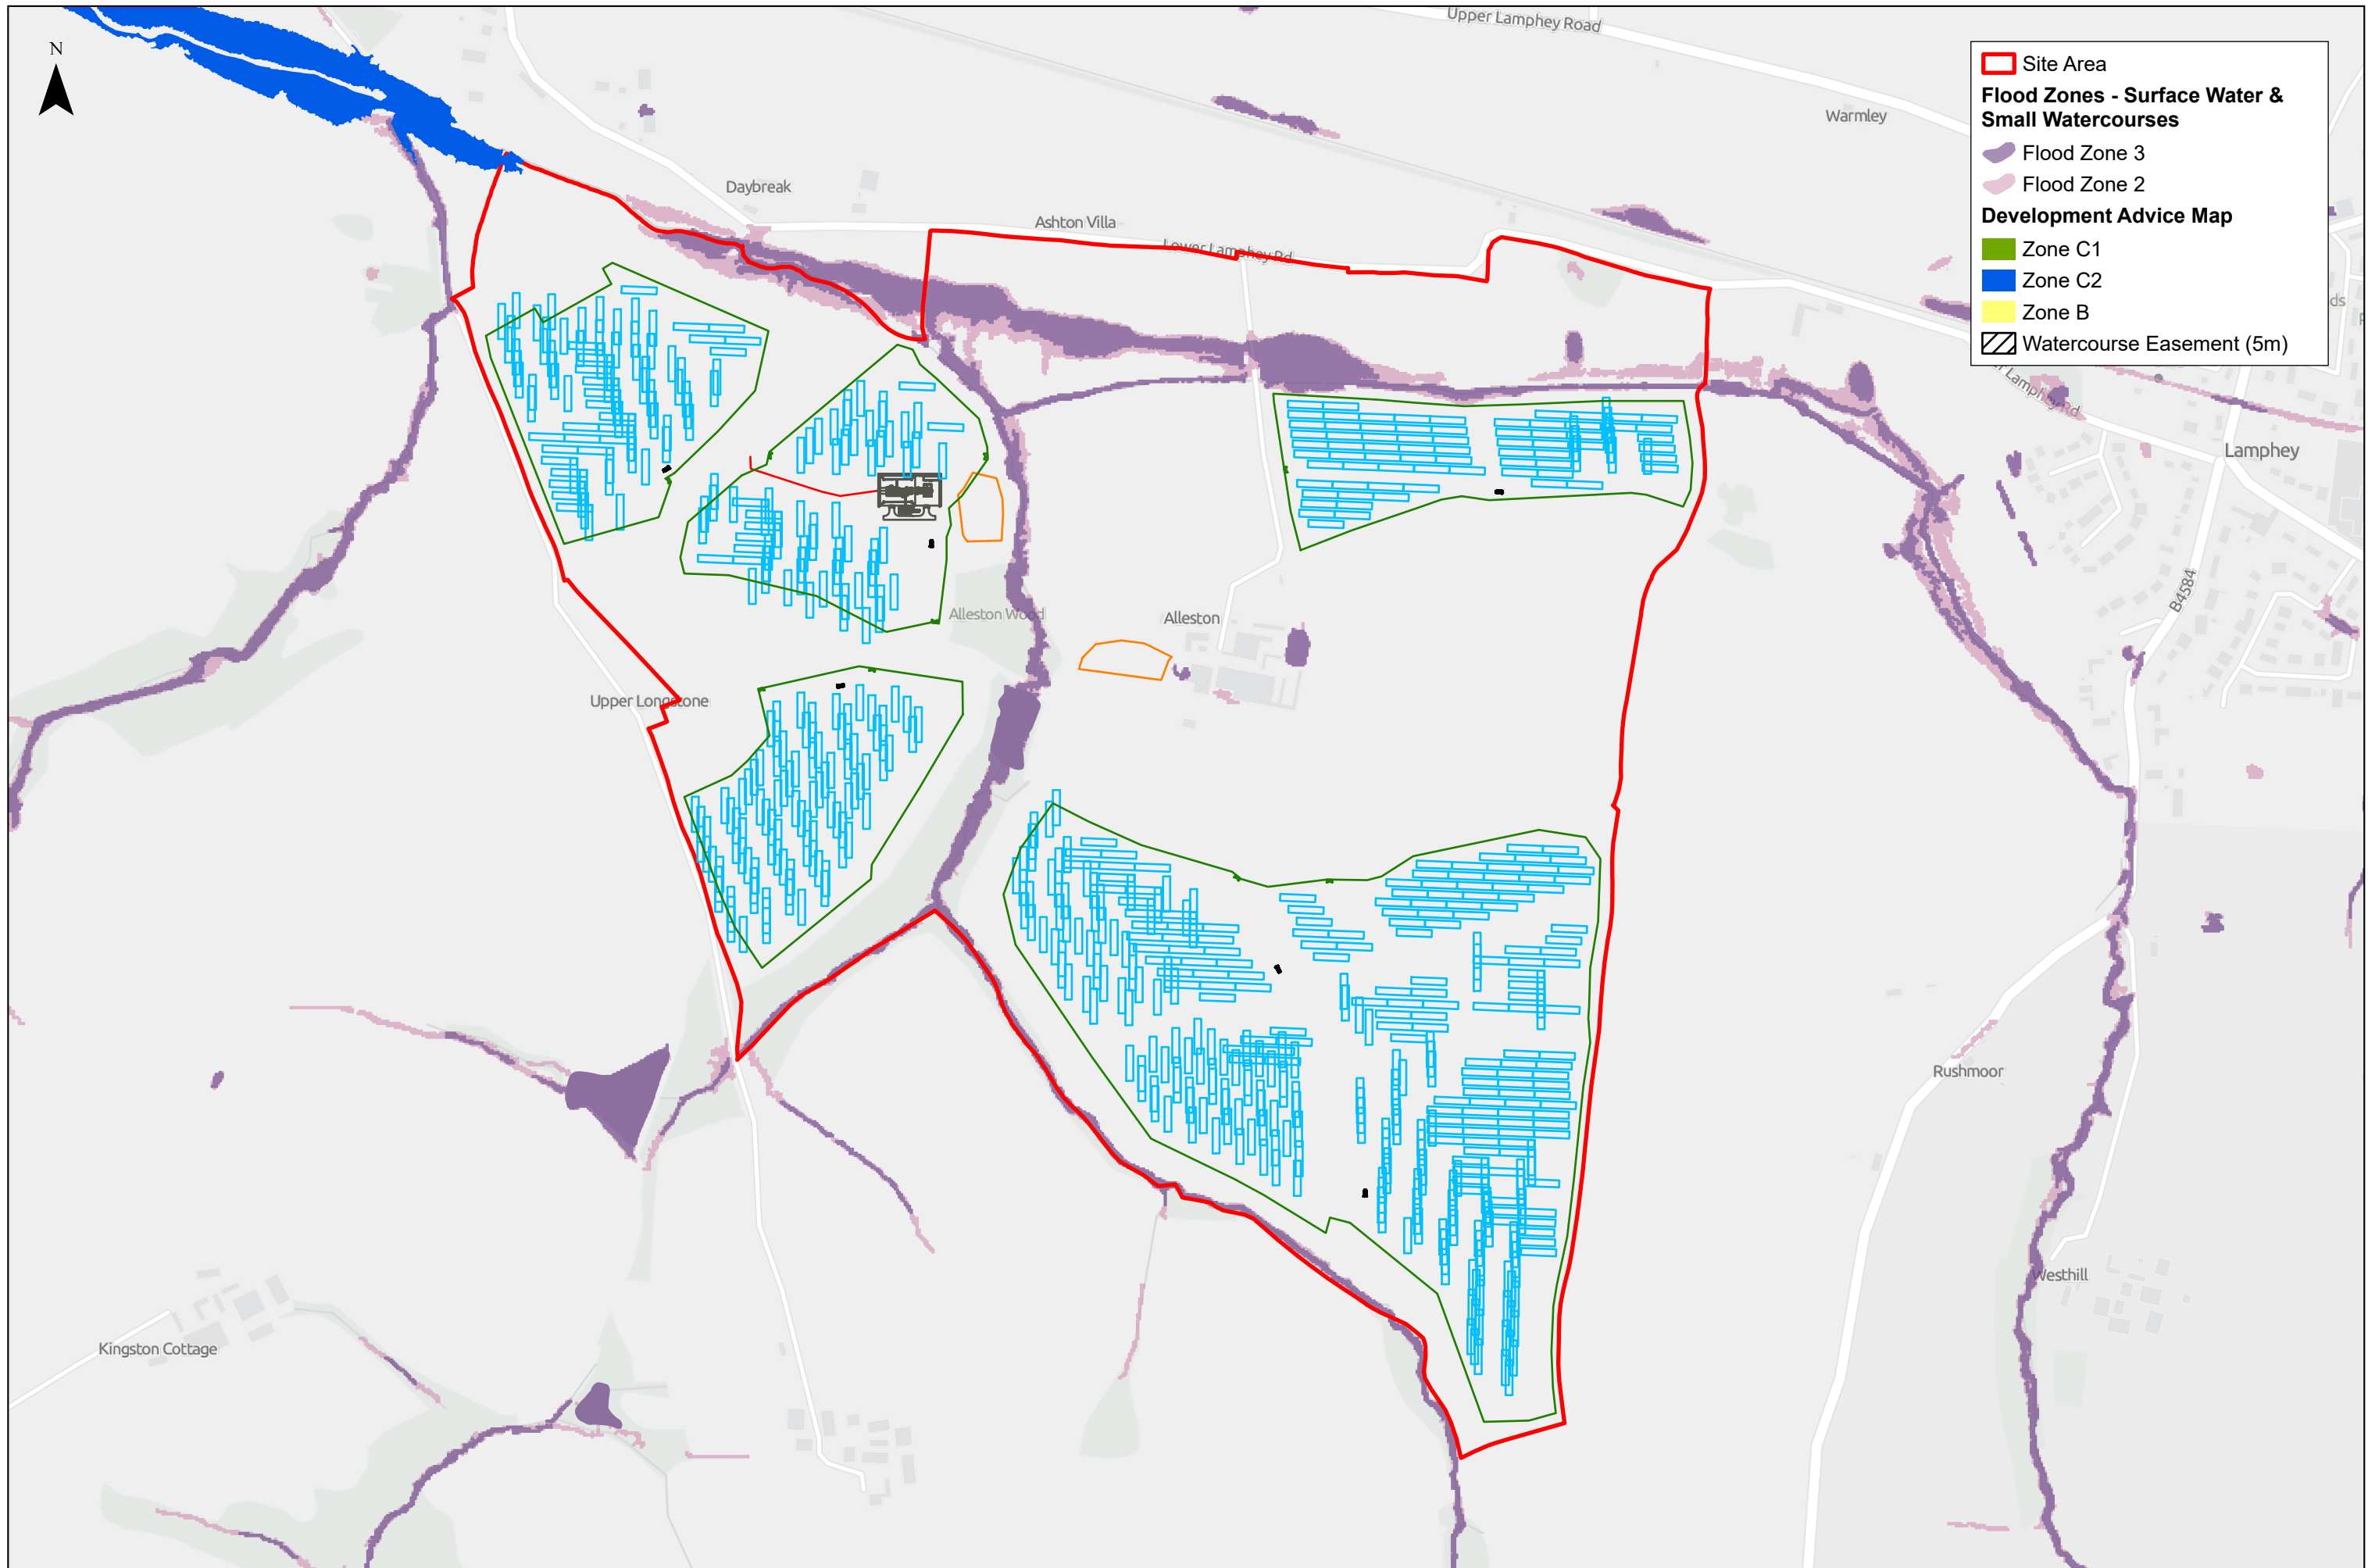 Upper Lamphey Road
N
Site Area
Flood Zones - Surface Water &
Small Watercourses
Flood Zone 3
Flood Zone 2
Development Advice Map
Zone C1
Zone C2
Zone B
Watercourse Easement (5m)
Warmley
Daybreak
Ashton Villa
Lower Lamphey Rd
Lamphey Rd
Lamphey
B4584
Alleston Wood
Alleston
Upper Longstone
Rushmoor
Westhill
Kingston Cottage